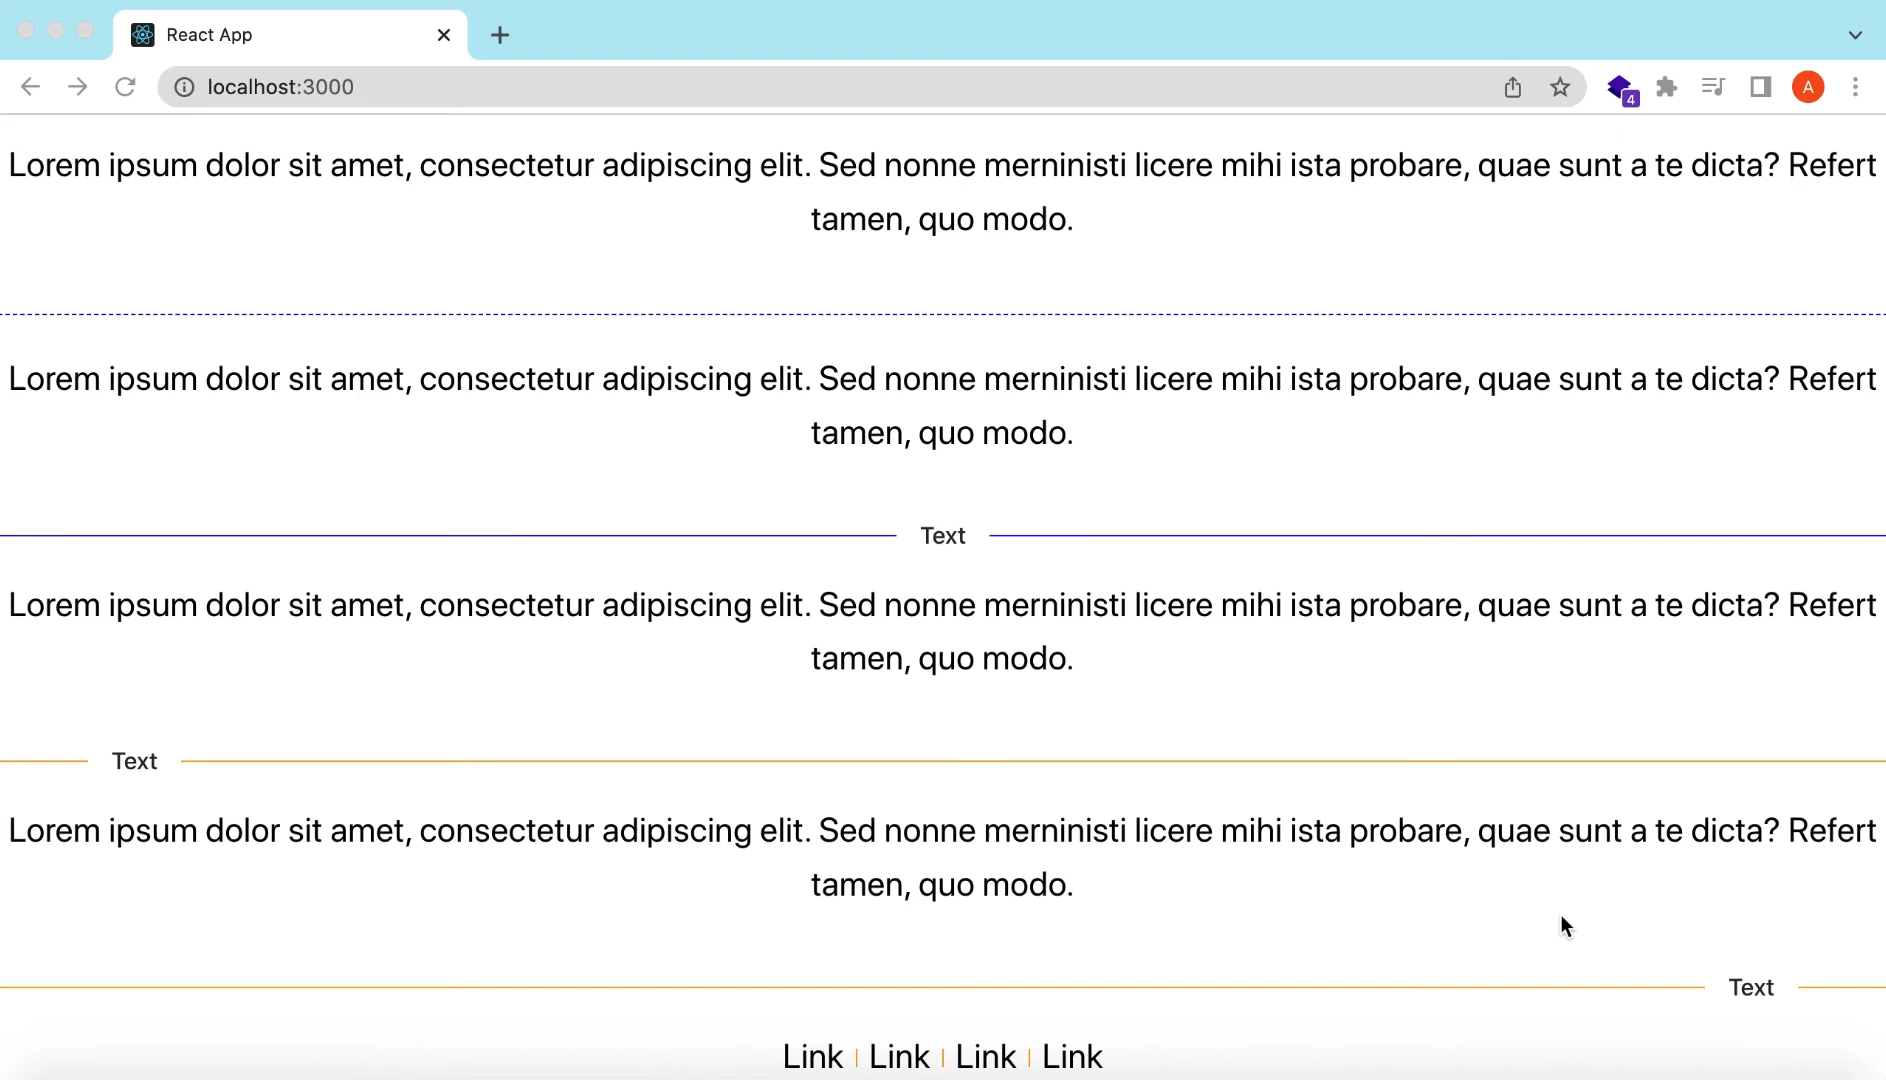 React App
localhost:3000
4
A
Lorem ipsum dolor sit amet, consectetur adipiscing elit. Sed nonne merninisti licere mihi ista probare, quae sunt a te dicta? Refert
tamen, quo modo.
Lorem ipsum dolor sit amet, consectetur adipiscing elit. Sed nonne merninisti licere mihi ista probare, quae sunt a te dicta? Refert
tamen, quo modo.
Text
Lorem ipsum dolor sit amet, consectetur adipiscing elit. Sed nonne merninisti licere mihi ista probare, quae sunt a te dicta? Refert
tamen, quo modo.
Text
Lorem ipsum dolor sit amet, consectetur adipiscing elit. Sed nonne merninisti licere mihi ista probare, quae sunt a te dicta? Refert
tamen, quo modo.
Text
Link Link Link Link